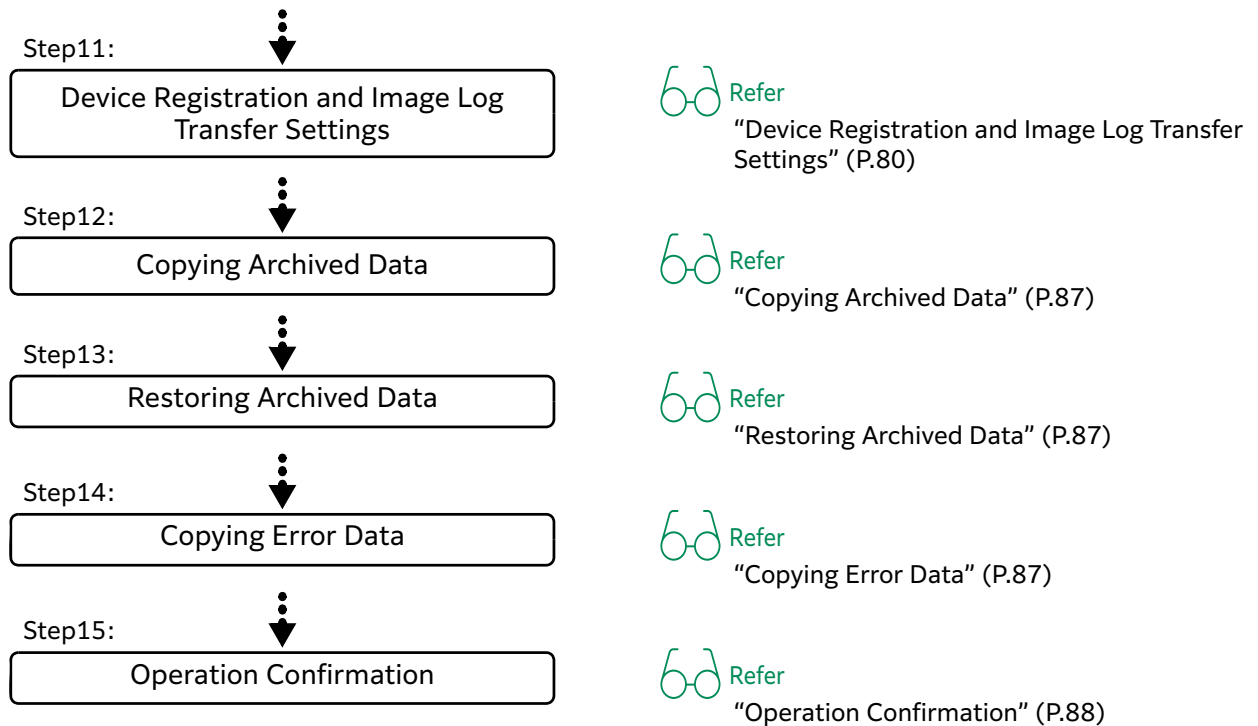 Step11:
Device Registration and Image Log
Transfer Settings
Refer
“Device Registration and Image Log Transfer
Settings” (P.80)
Step12:
Copying Archived Data
Refer
“Copying Archived Data” (P.87)
Step13:
Restoring Archived Data
Refer
“Restoring Archived Data” (P.87)
Step14:
Copying Error Data
Refer
“Copying Error Data” (P.87)
Step15:
Operation Confirmation
Refer
“Operation Confirmation” (P.88)